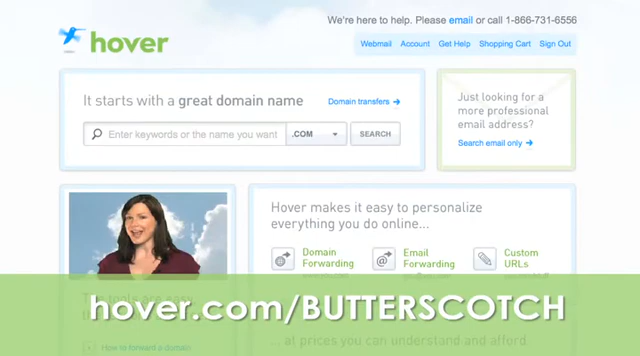 We're here to help. Please email or call 1-866-731-6556
hover
Webmail Account Get Help Shopping Cart Sign Out
It starts with a great domain name
Domain transfers
Enter keywords or the name you want
.COM
SEARCH
Just looking for a
more professional
email address?
Search email only
Hover makes it easy to personalize
everything you do online...
Domain
Forwarding
Email
Forwarding
Custom
URLs
The tools are easy
hover.com/BUTTERSCOTCH
How to forward a domain
... at prices you can understand and afford